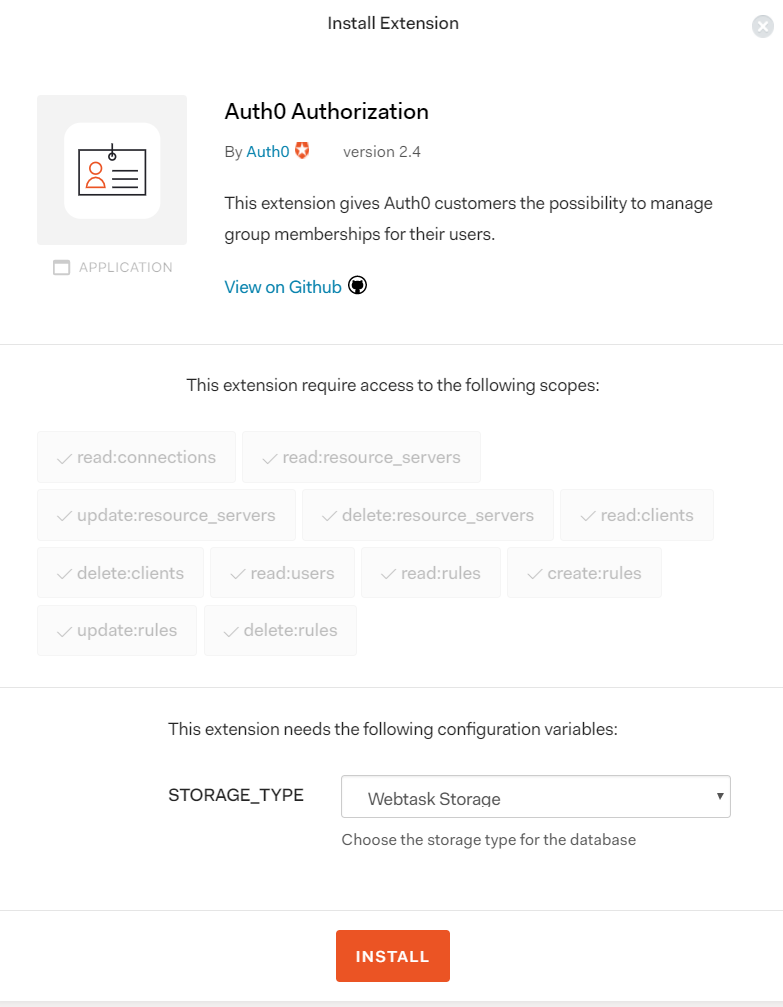 Install Extension
Auth0 Authorization
By Auth0 version 2.4
This extension gives Auth0 customers the possibility to manage
group memberships for their users.
APPLICATION
View on Github
This extension require access to the following scopes:
read:connections read:resource_servers
update:resource_servers delete:resource_servers read:clients
delete:clients read:users read:rules create:rules
update:rules delete:rules
This extension needs the following configuration variables:
STORAGE_TYPE Webtask Storage
Choose the storage type for the database
INSTALL